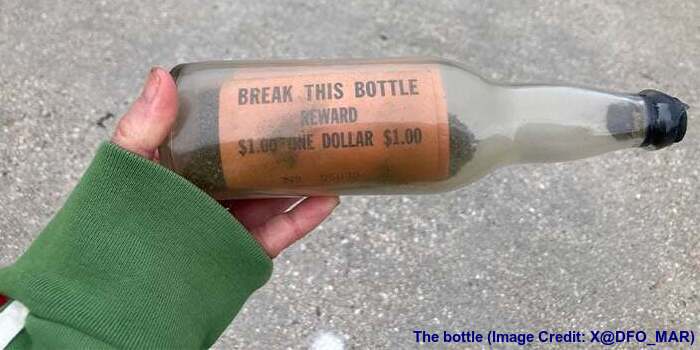 BREAK THIS BOTTLE
REWARD
$1.00 ONE DOLLAR $1.00
The bottle (Image Credit: X@DFO_MAR)